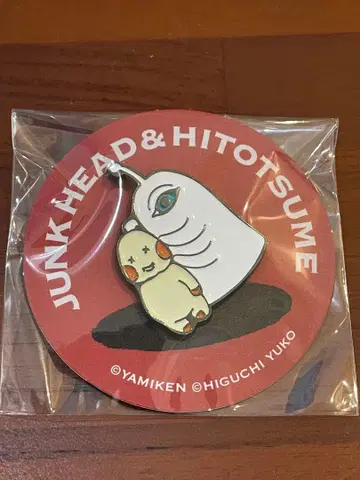 JUNK HEAD & HITOTSUME
©YAMIKEN ©HIGUCHI YUKO